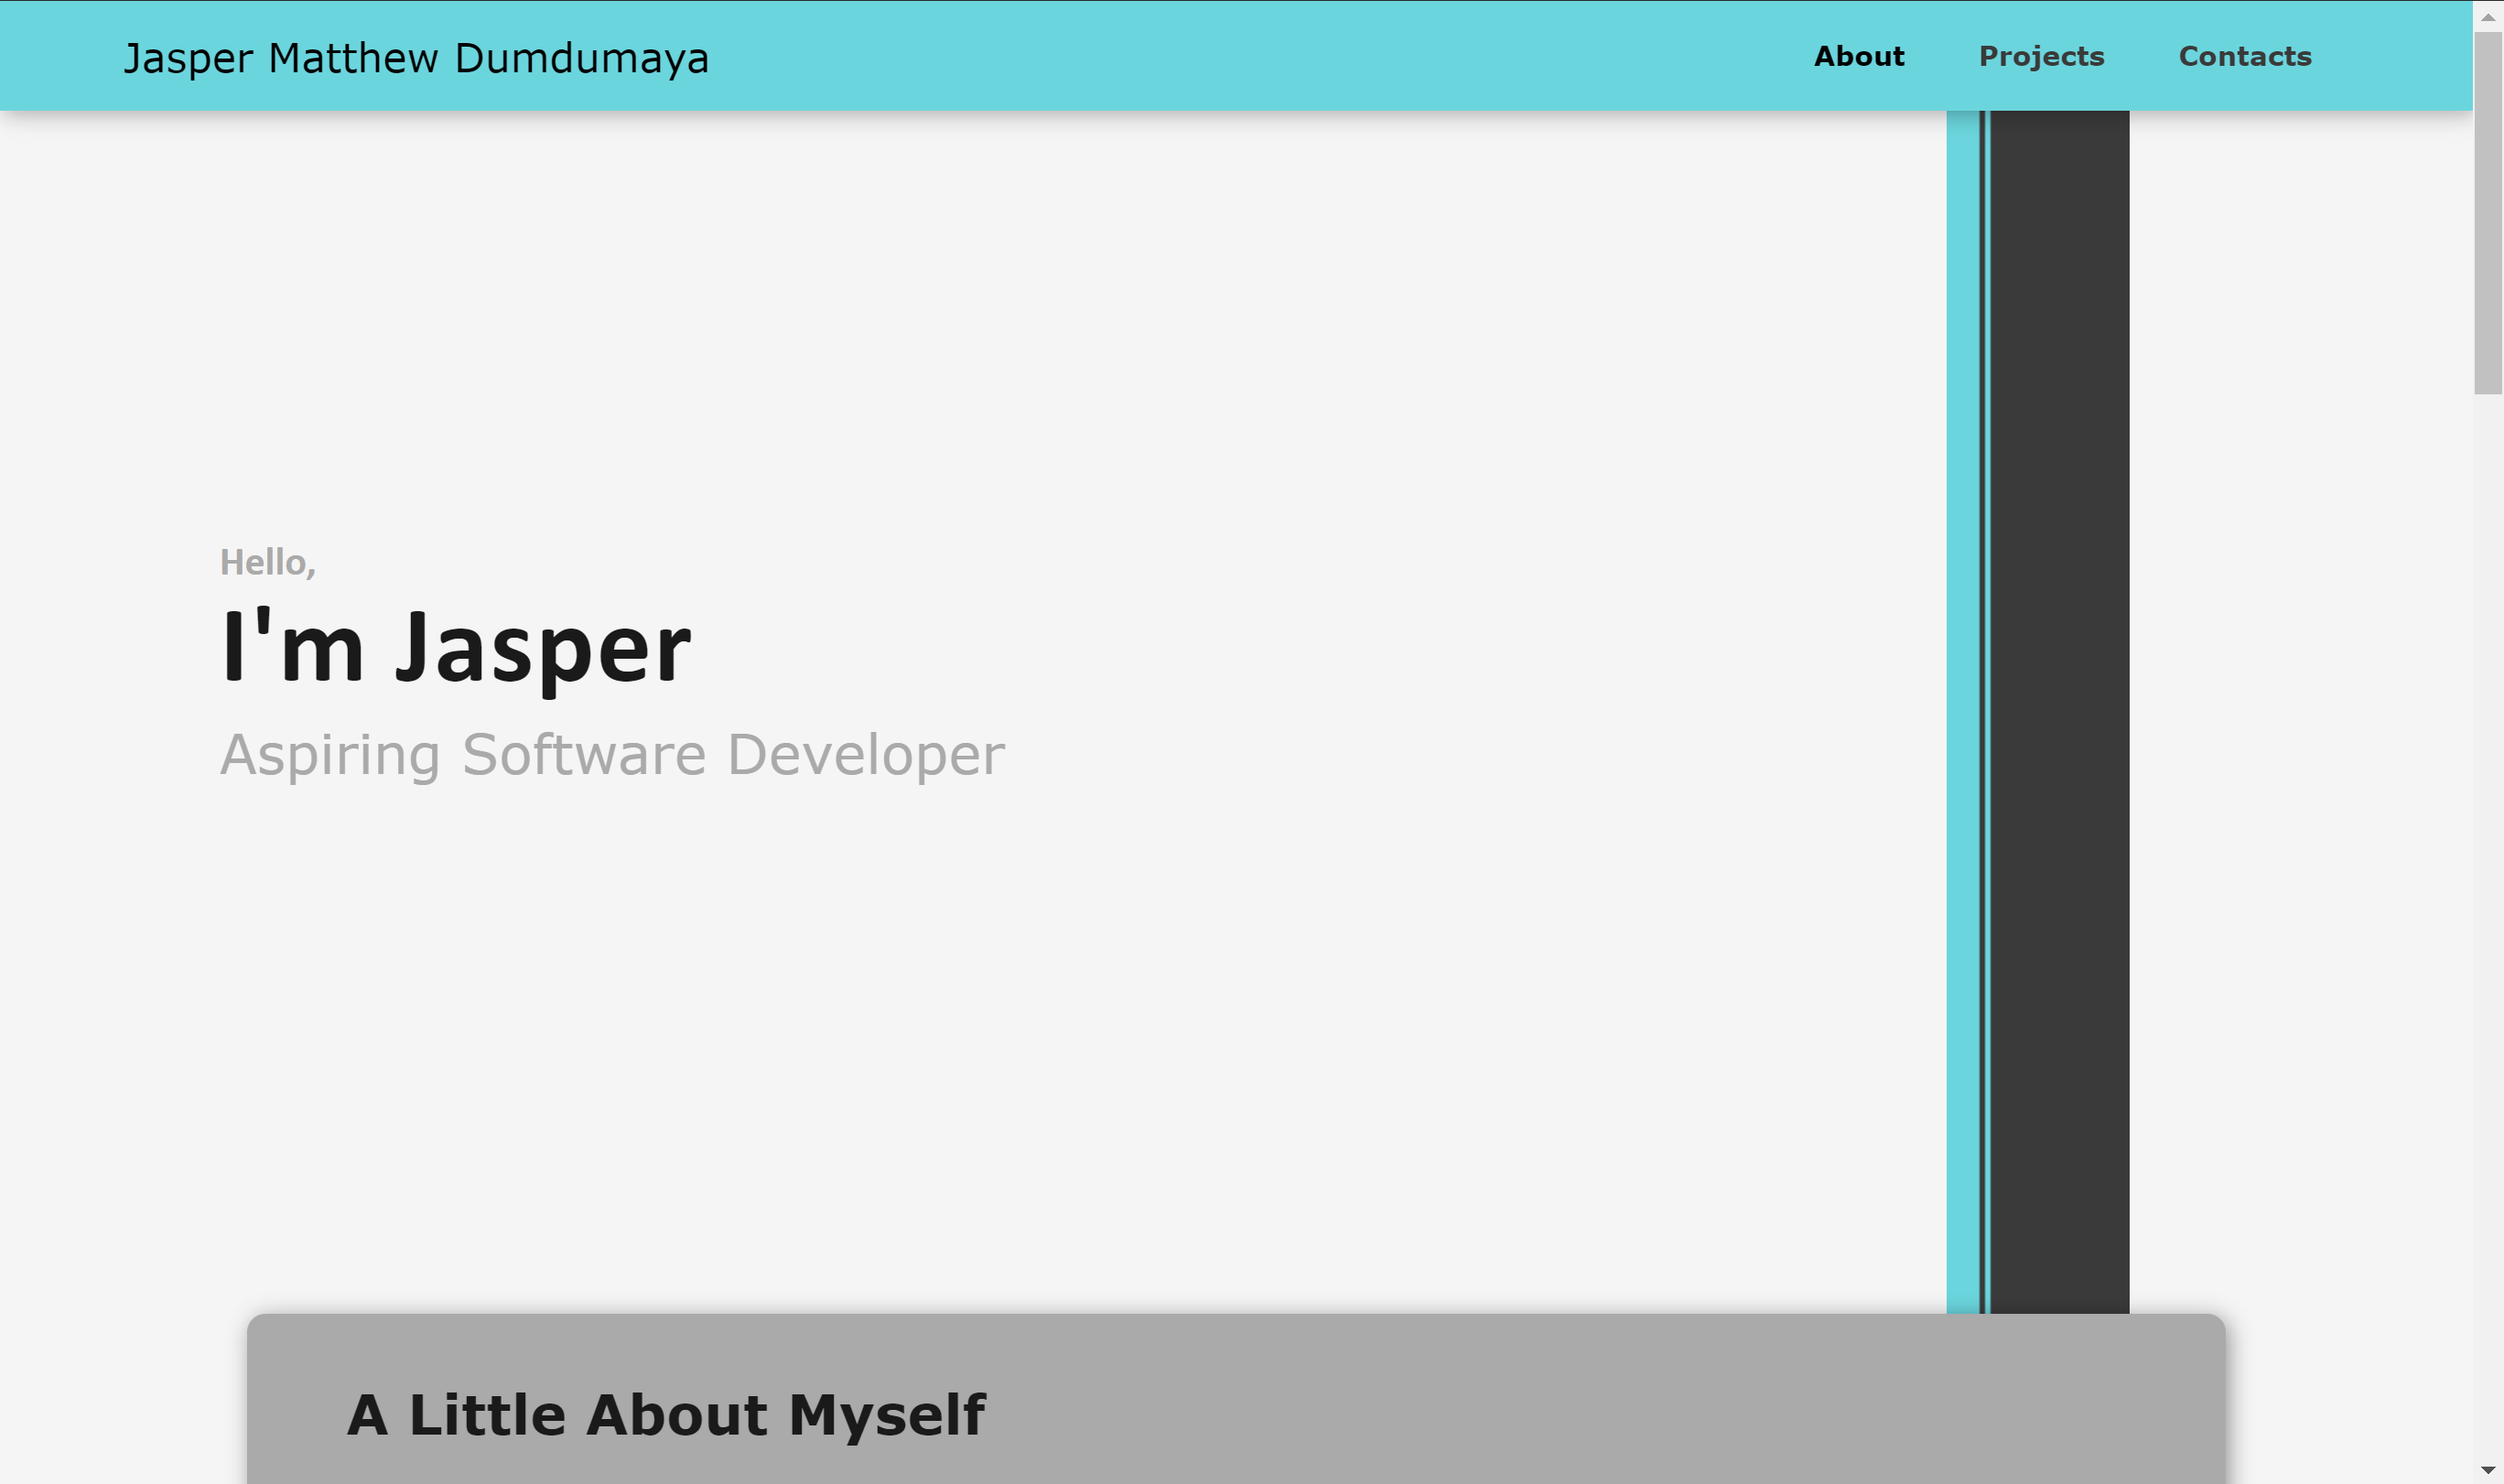 Jasper Matthew Dumdumaya
About Projects Contacts
Hello,
I'm Jasper
Aspiring Software Developer
A Little About Myself